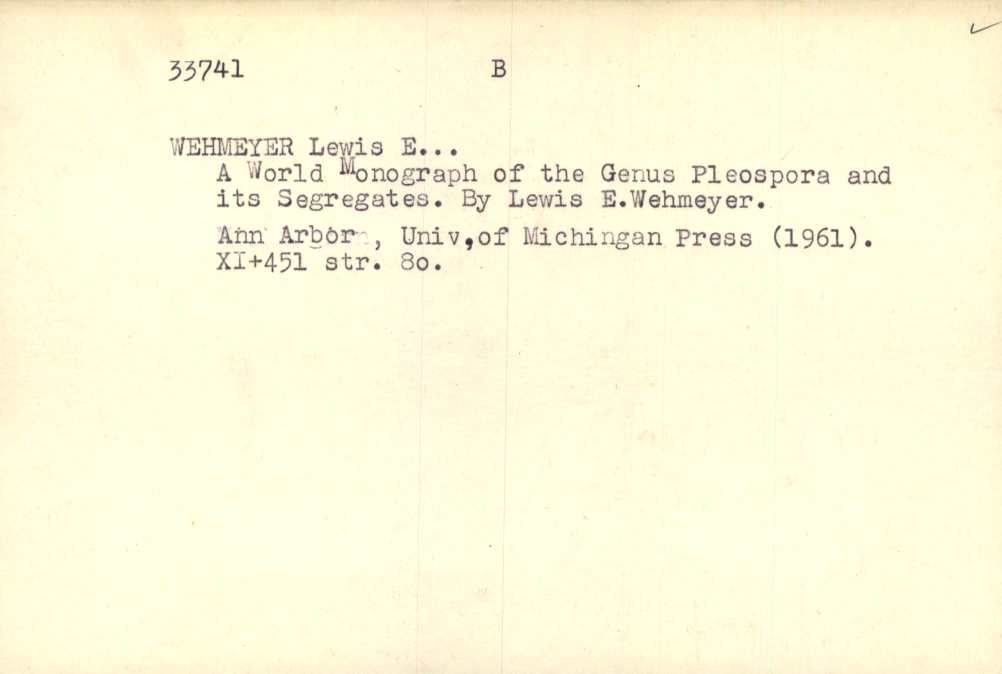 33741 B
WEHMEYER Lewis E...
A World Monograph of the Genus Pleospora and
its Segregates. By Lewis E.Wehmeyer.
Ann Arbor , Univ,of Michingan Press (1961).
XI+451 str. 8o.